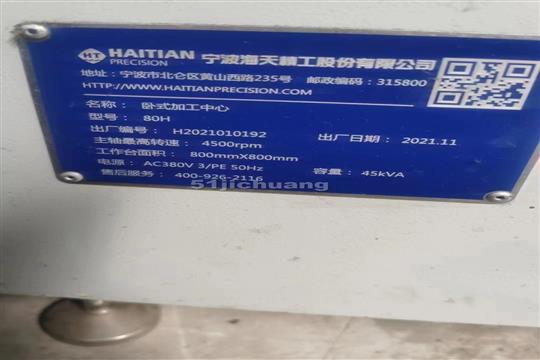 HT HAITIAN PRECISION 宁波海天精工股份有限公司
地址：宁波市北仑区黄山西路235号 邮政编码：315800
HTTP://WWW.HAITIANPRECISION.COM
名称： 卧式加工中心
型号： 80H
出厂编号： H2021010192 出厂日期： 2021.11
主轴最高转速： 4500rpm
工作台面积： 800mmX800mm
电源： AC380V 3/PE 50Hz 容量： 45kVA
售后服务： 400-926-2116
51jichuang